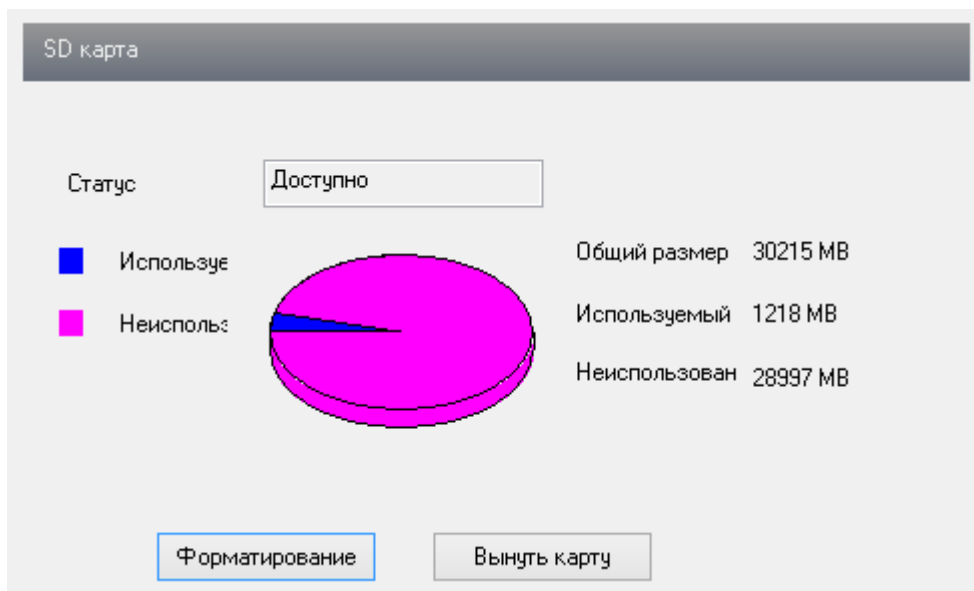 SD карта
Статус
Доступно
Используе
Неиспольз
Общий размер 30215 MB
Используемый 1218 MB
Неиспользован 28997 MB
Форматирование
Вынуть карту